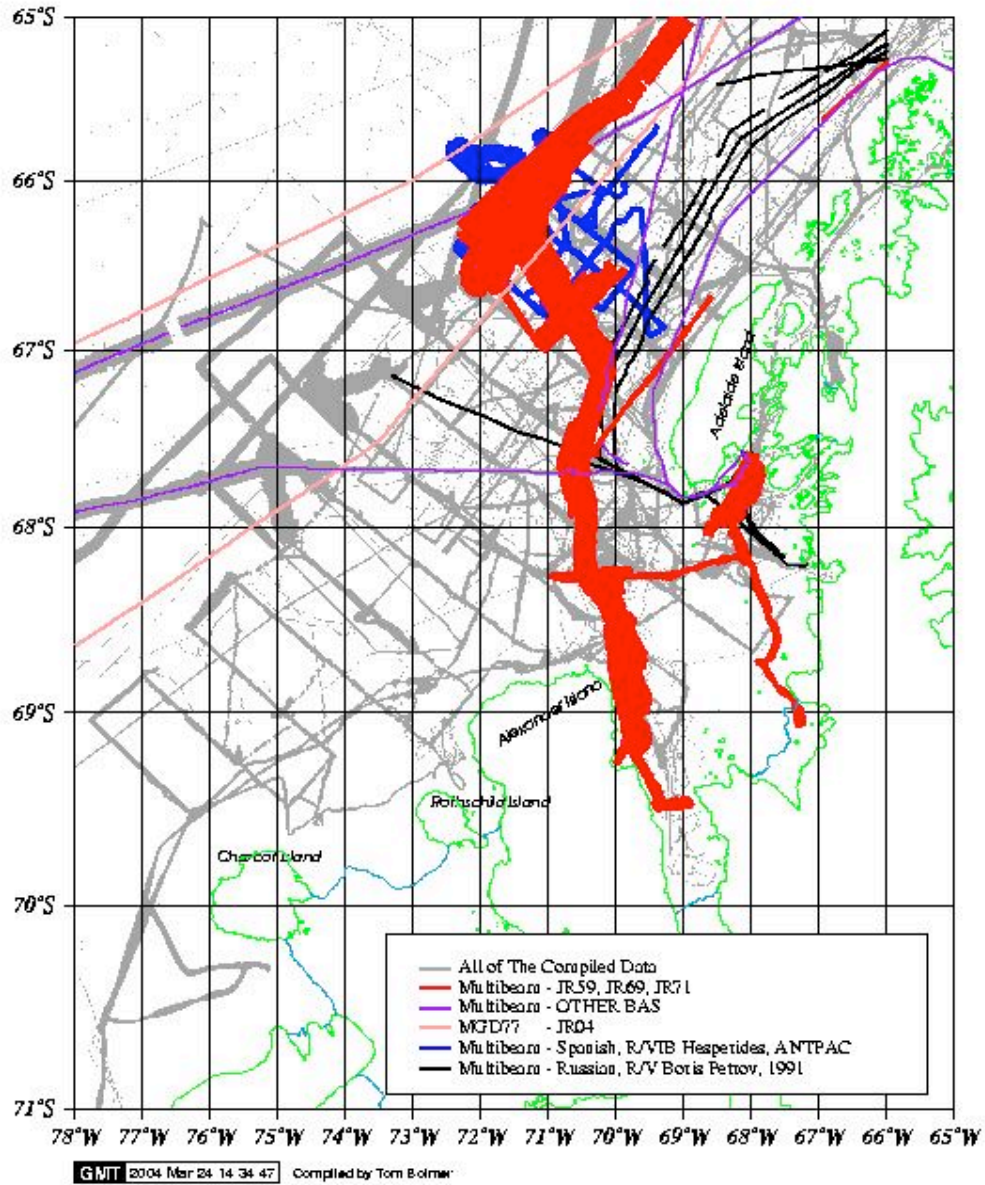 65°S
66°S
67°S
68°S
69°S
70°S
71°S
Adelaide Island
Alexander Island
Rothschild Island
Charcot Island
All of The Compiled Data
Multibeam - JR59, JR69, JR71
Multibeam - OTHER BAS
MGD77 - JR04
Multibeam - Spanish, R/VIB Hesperides, ANTPAC
Multibeam - Russian, R/V Boris Petrov, 1991
78°W 77°W 76°W 75°W 74°W 73°W 72°W 71°W 70°W 69°W 68°W 67°W 66°W 65°W
GMT 2004 Mar 24 14 34 47 Compiled by Tom Bolmer